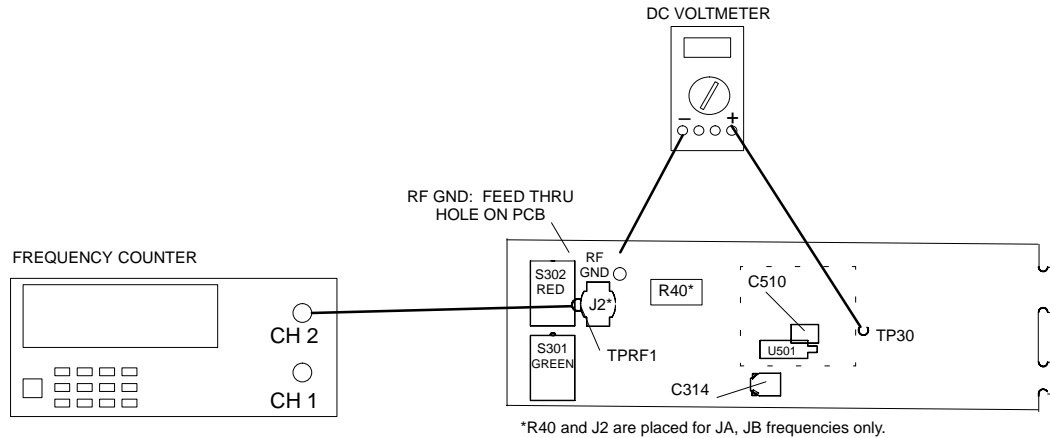 DC VOLTMETER
– +
RF GND: FEED THRU
HOLE ON PCB
FREQUENCY COUNTER
CH 2
CH 1
S302
RED
RF
GND
J2*
R40*
C510
U501
TP30
S301
GREEN
TPRF1
C314
*R40 and J2 are placed for JA, JB frequencies only.